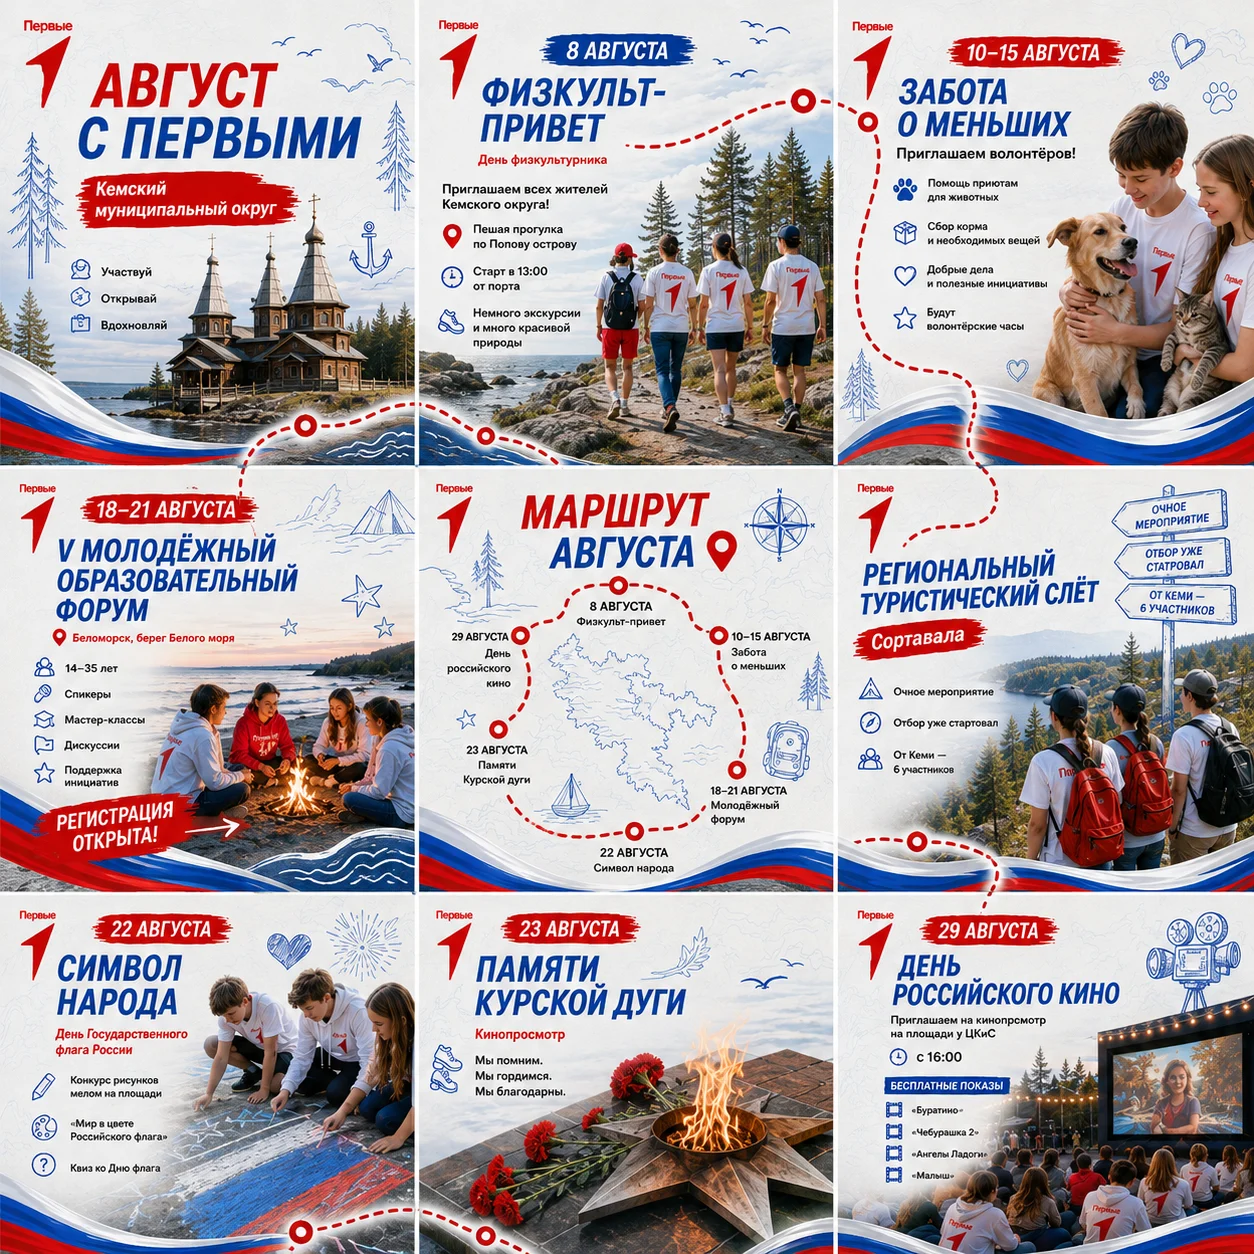 Первые
АВГУСТ
С ПЕРВЫМИ
Кемский
муниципальный округ
Участвуй
Открывай
Вдохновляй
Первые
8 АВГУСТА
ФИЗКУЛЬТ-
ПРИВЕТ
День физкультурника
Приглашаем всех жителей
Кемского округа!
Пешая прогулка
по Попову острову
Старт в 13:00
от порта
Немного экскурсии
и много красивой
природы
Первые
Первые
Первые
Первые
10–15 АВГУСТА
ЗАБОТА
О МЕНЬШИХ
Приглашаем волонтёров!
Помощь приютам
для животных
Сбор корма
и необходимых вещей
Добрые дела
и полезные инициативы
Будут
волонтёрские часы
Первые
Первые
Первые
18–21 АВГУСТА
V МОЛОДЁЖНЫЙ
ОБРАЗОВАТЕЛЬНЫЙ
ФОРУМ
Беломорск, берег Белого моря
14–35 лет
Спикеры
Мастер-классы
Дискуссии
Поддержка
инициатив
РЕГИСТРАЦИЯ
ОТКРЫТА!
Первые
МАРШРУТ
АВГУСТА
8 АВГУСТА
Физкульт-привет
29 АВГУСТА
День
российского
кино
10–15 АВГУСТА
Забота
о меньших
23 АВГУСТА
Памяти
Курской дуги
18–21 АВГУСТА
Молодёжный
форум
22 АВГУСТА
Символ народа
Первые
ОЧНОЕ
МЕРОПРИЯТИЕ
ОТБОР УЖЕ
СТАТРОВАЛ
ОТ КЕМИ —
6 УЧАСТНИКОВ
РЕГИОНАЛЬНЫЙ
ТУРИСТИЧЕСКИЙ СЛЁТ
Сортавала
Очное мероприятие
Отбор уже стартовал
От Кеми —
6 участников
Первые
22 АВГУСТА
СИМВОЛ
НАРОДА
День Государственного
флага России
Конкурс рисунков
мелом на площади
«Мир в цвете
Российского флага»
Квиз ко Дню флага
Первые
23 АВГУСТА
ПАМЯТИ
КУРСКОЙ ДУГИ
Кинопросмотр
Мы помним.
Мы гордимся.
Мы благодарны.
Первые
29 АВГУСТА
ДЕНЬ
РОССИЙСКОГО КИНО
Приглашаем на кинопрсмотр
на площади у ЦКиС
с 16:00
БЕСПЛАТНЫЕ ПОКАЗЫ
«Буратино»
«Чебурашка 2»
«Ангелы Ладоги»
«Малыш»
Первые
Первые